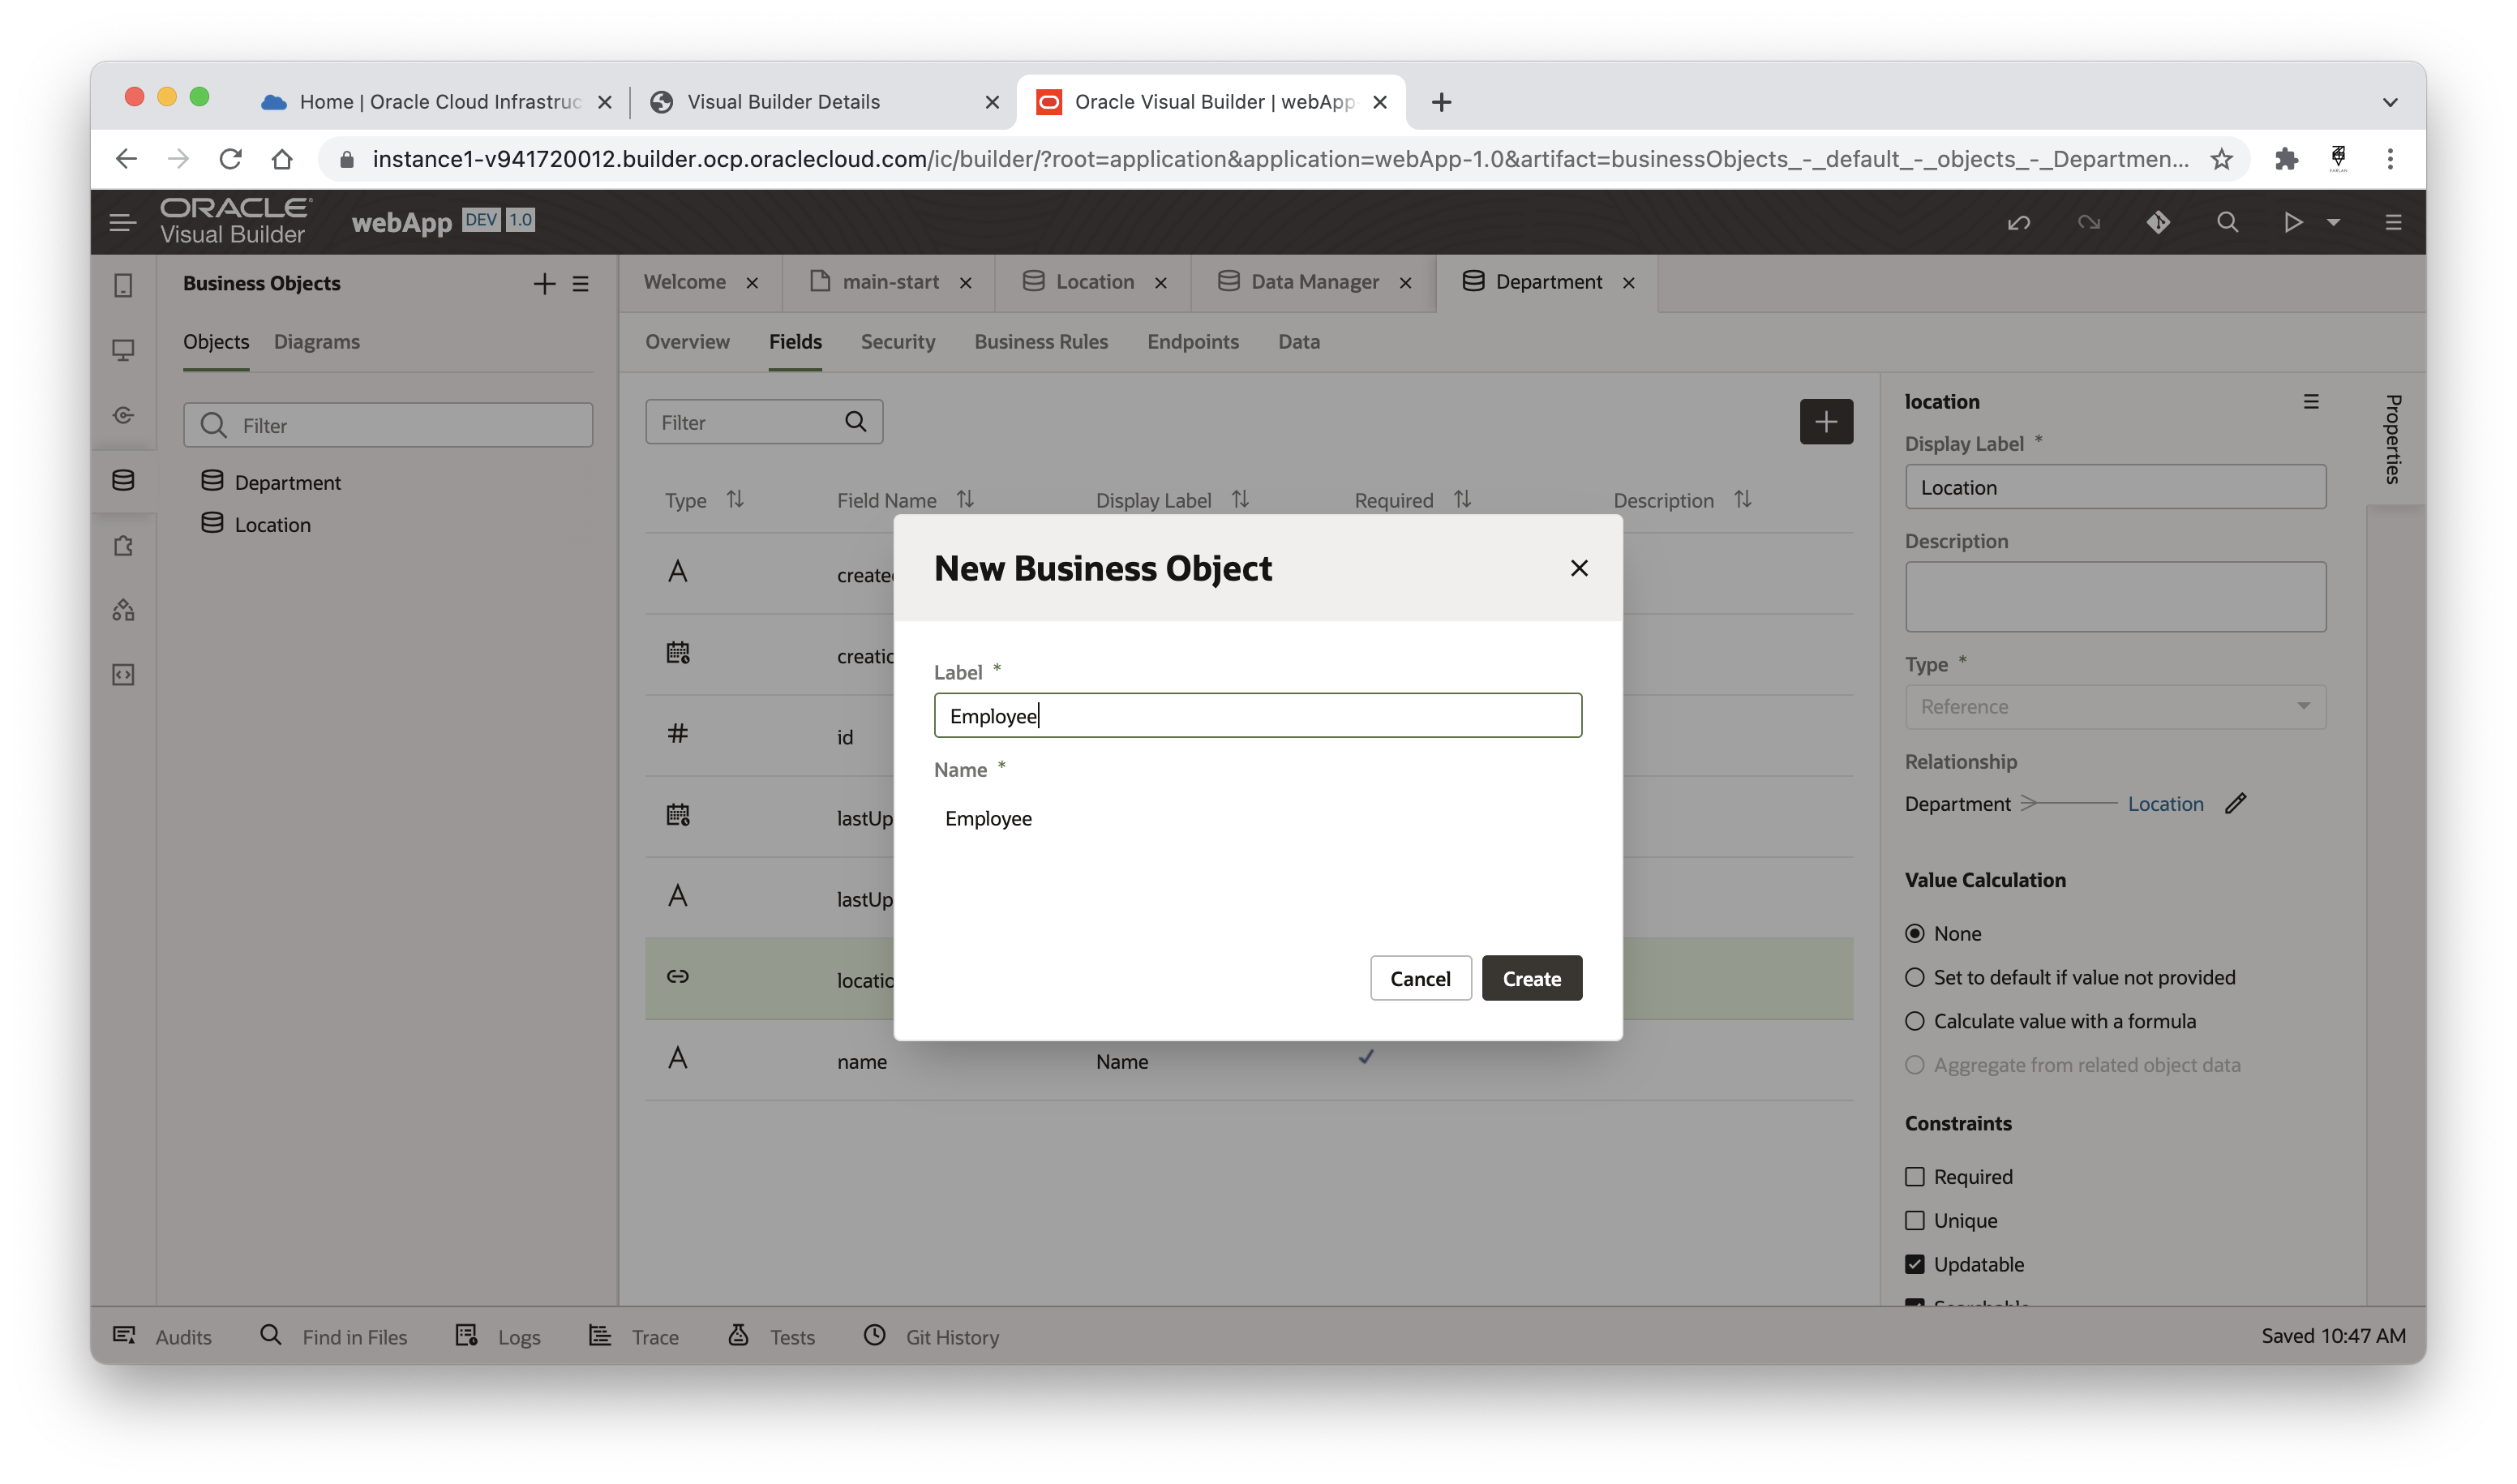 Home | Oracle Cloud Infrastruc
Visual Builder Details
Oracle Visual Builder | webApp
instance1-v941720012.builder.ocp.oraclecloud.com/ic/builder/?root=application&application=webApp-1.0&artifact=businessObjects_-_default_-_objects_-_Departmen...
ORACLE
Visual Builder
webApp DEV 1.0
Business Objects
Objects Diagrams
Filter
Department
Location
Welcome
main-start
Location
Data Manager
Department
Overview Fields Security Business Rules Endpoints Data
Filter
Type Field Name Display Label Required Description
create
creatio
id
lastUp
lastUp
locatio
name Name
New Business Object
Label *
Employee
Name *
Employee
Cancel Create
location
Display Label *
Location
Description
Type *
Reference
Relationship
Department Location
Value Calculation
None
Set to default if value not provided
Calculate value with a formula
Aggregate from related object data
Constraints
Required
Unique
Updatable
Properties
Audits Find in Files Logs Trace Tests Git History
Saved 10:47 AM